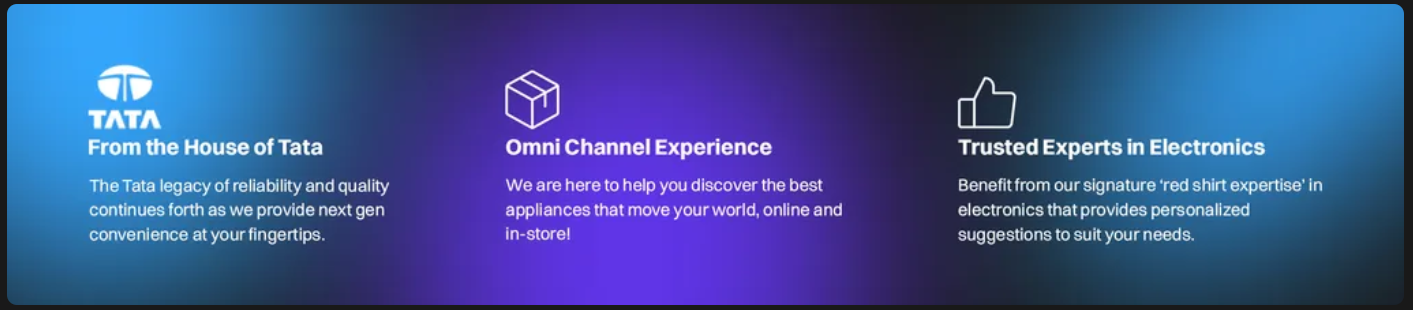 TATA
From the House of Tata
The Tata legacy of reliability and quality
continues forth as we provide next gen
convenience at your fingertips.
Omni Channel Experience
We are here to help you discover the best
appliances that move your world, online and
in-store!
Trusted Experts in Electronics
Benefit from our signature ‘red shirt expertise’ in
electronics that provides personalized
suggestions to suit your needs.